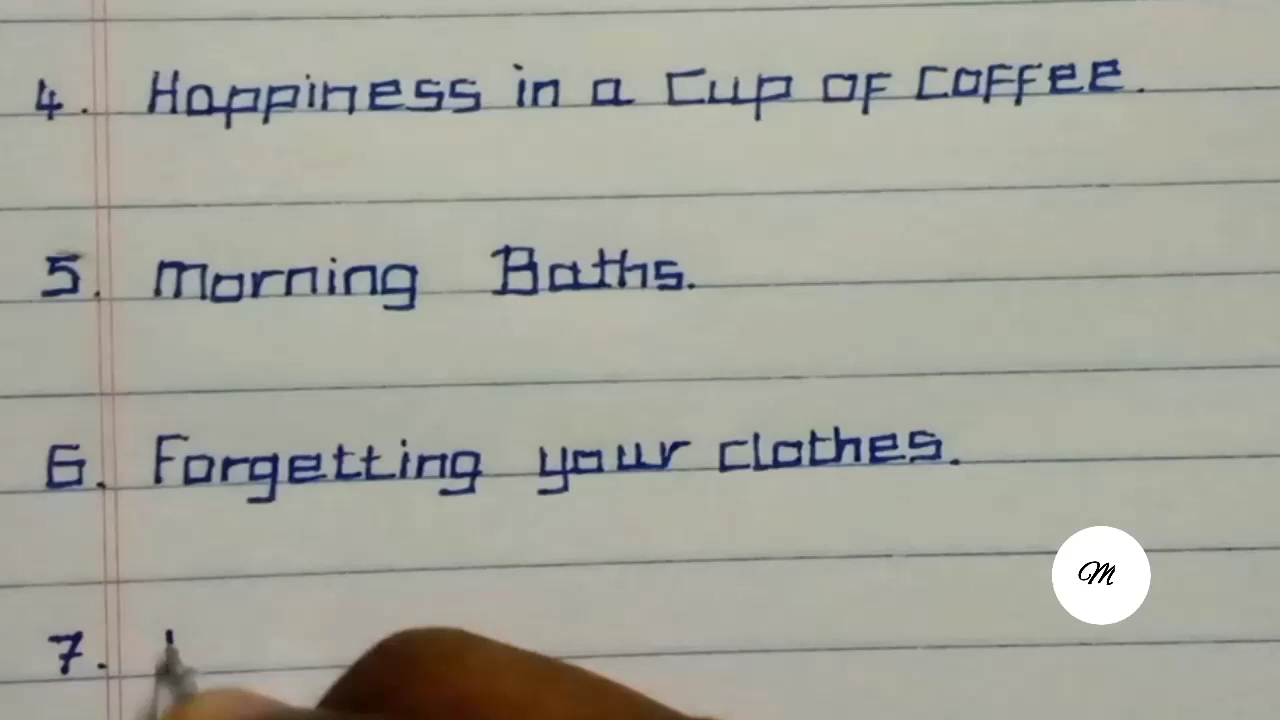 4. Happiness in a Cup of Coffee.
5. Morning Baths.
6. Forgetting your clothes.
M
7.